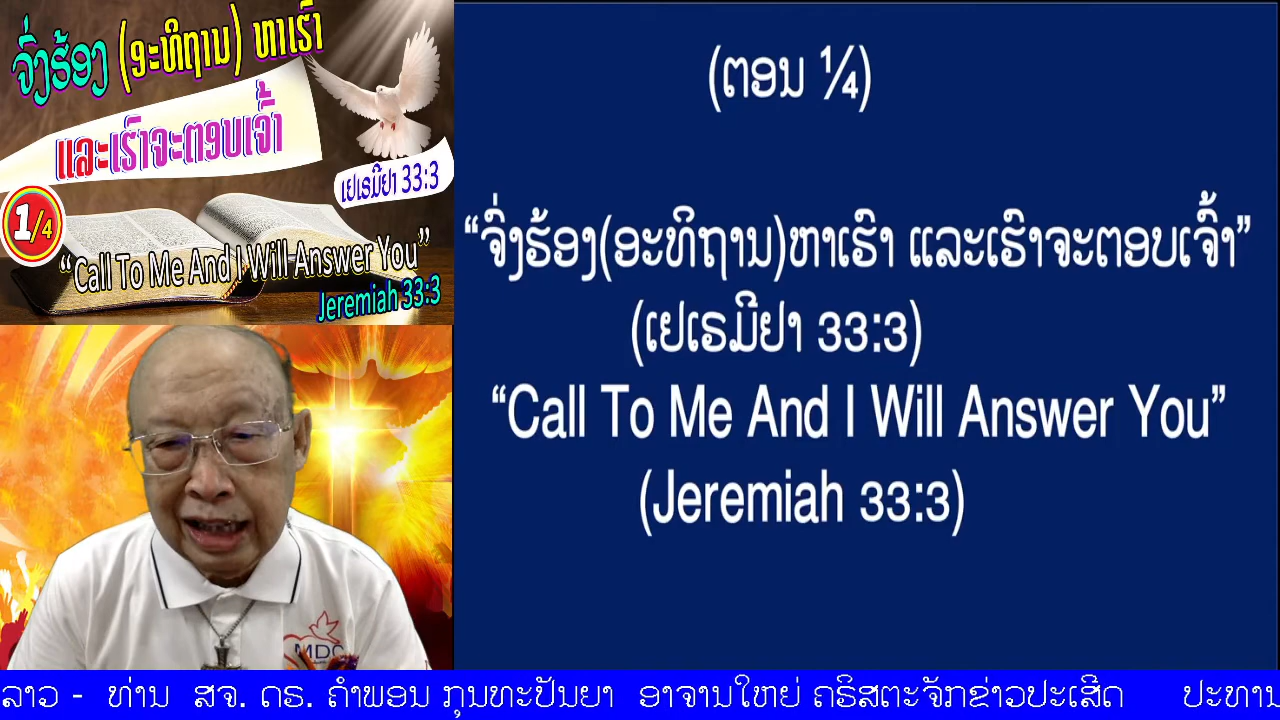 ຈົ່ງຮ້ອງ (ອະທິຖານ) ຫາເຮົາ
ແລະເຮົາຈະຕອບເຈົ້າ
ເຢເຣມີຢາ 33:3
1/4
“Call To Me And I Will Answer You”
Jeremiah 33:3
(ຕອນ ¼)
“ຈົ່ງຮ້ອງ(ອະທິຖານ)ຫາເຮົາ ແລະເຮົາຈະຕອບເຈົ້າ”
(ເຢເຣມີຢາ 33:3)
“Call To Me And I Will Answer You”
(Jeremiah 33:3)
MDC
ລາວ - ທ່ານ ສຈ. ດຣ. ຄໍາພອນ ກຸນທະປັນຍາ ອາຈານໃຫຍ່ ຄຣິສຕະຈັກຂ່າວປະເສີດ ປະທານ